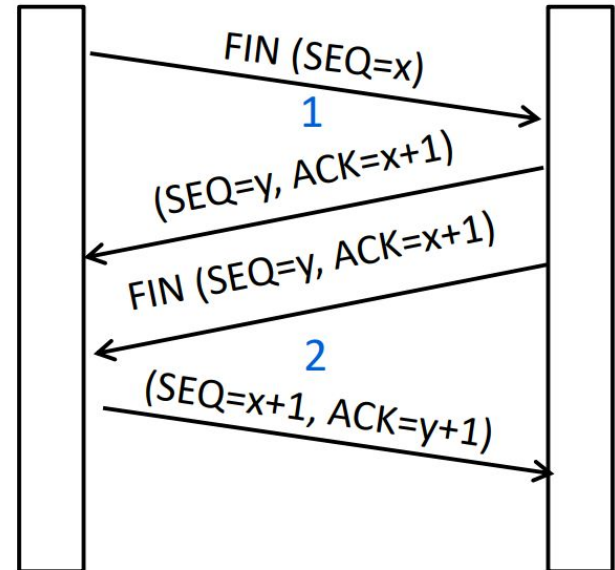 FIN (SEQ=x)
1
(SEQ=y, ACK=x+1)
FIN (SEQ=y, ACK=x+1)
2
(SEQ=x+1, ACK=y+1)